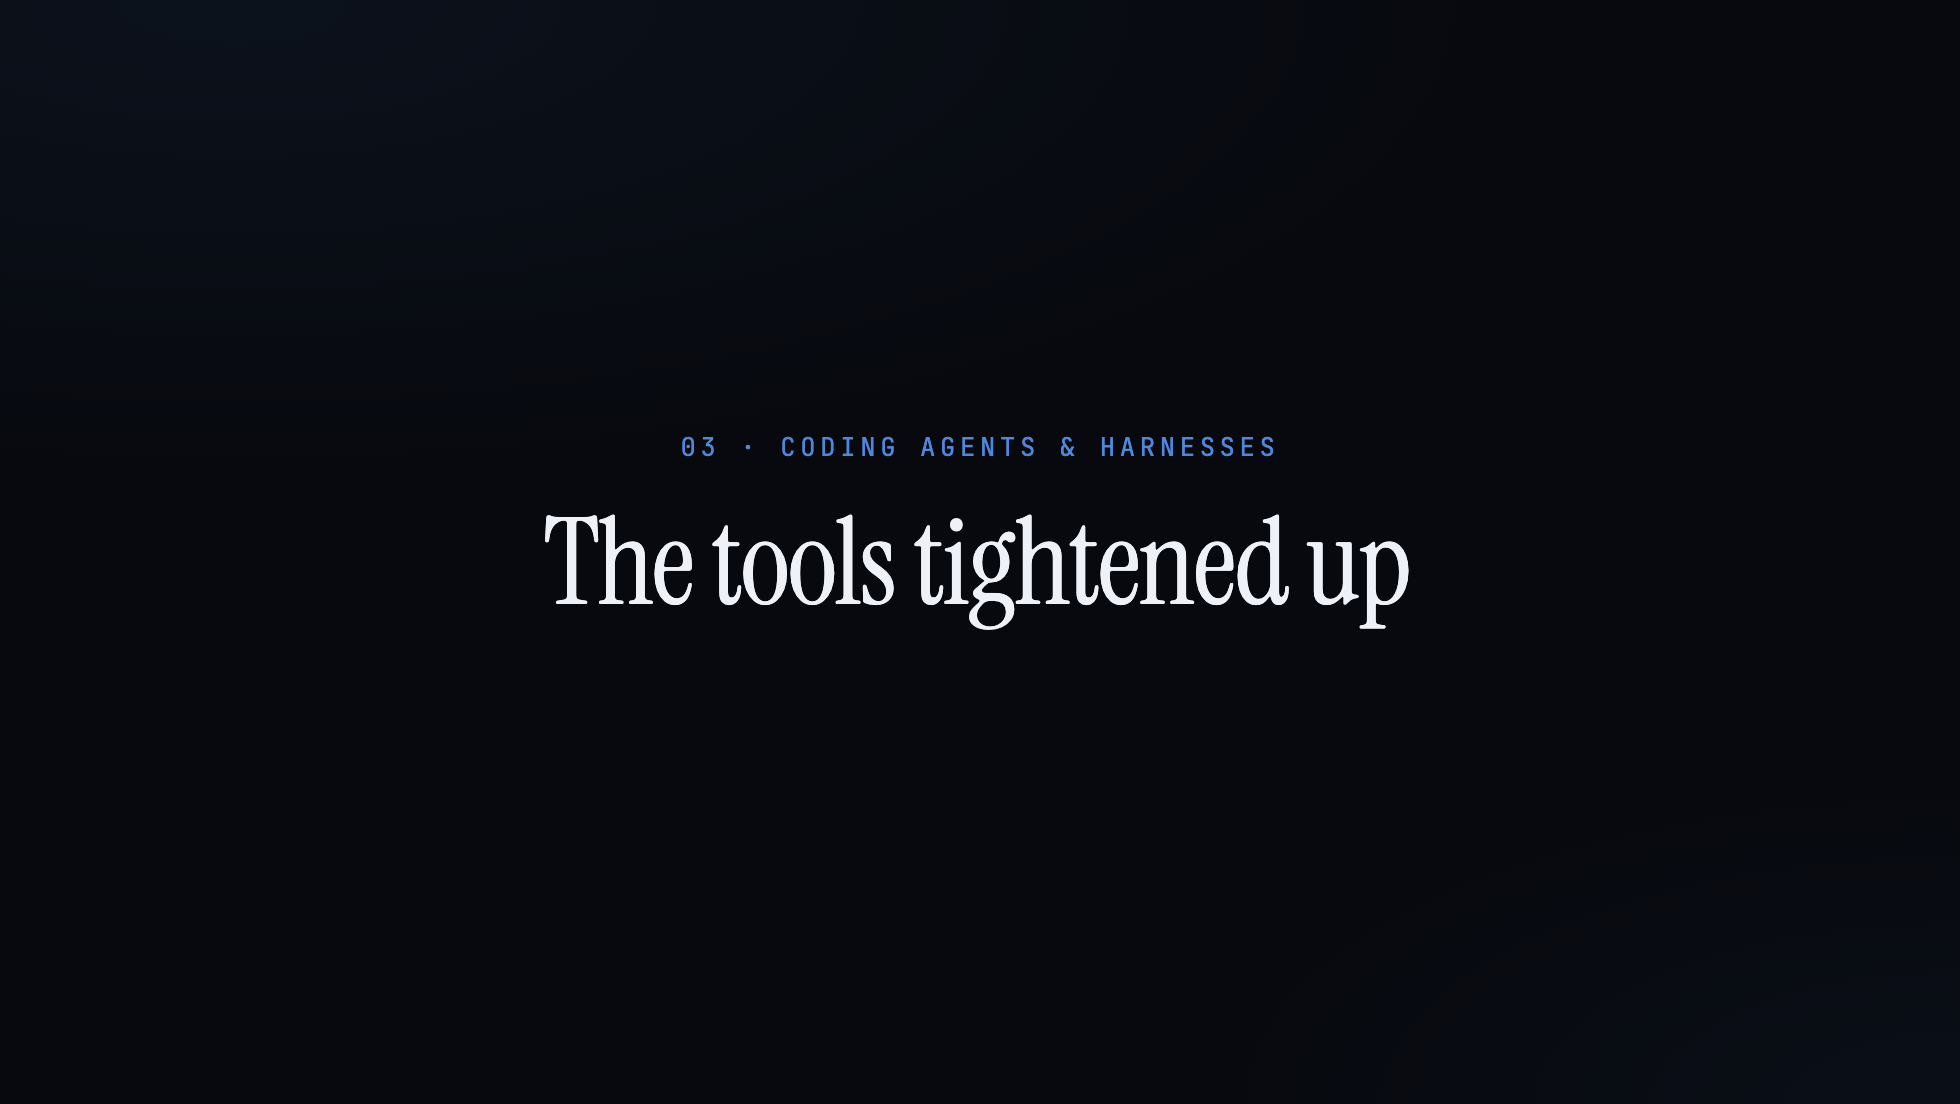 03 · CODING AGENTS & HARNESSES
The tools tightened up